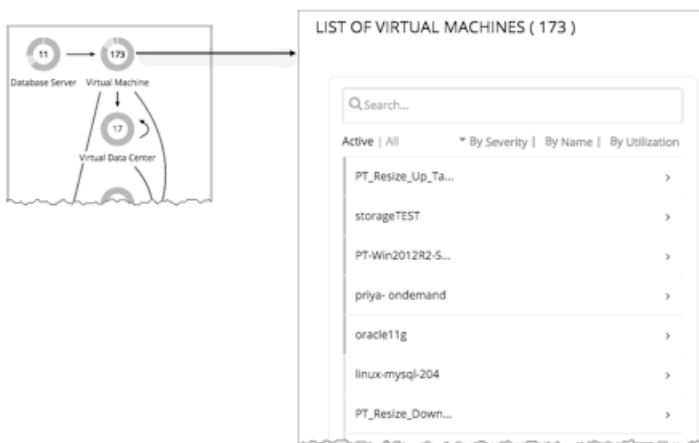 LIST OF VIRTUAL MACHINES ( 173 )
11
173
Database Server
Virtual Machine
17
Virtual Data Center
Search...
Active | All
By Severity | By Name | By Utilization
PT_Resize_Up_Ta...
storageTEST
PT-Win2012R2-S...
priya- ondemand
oracle11g
linux-mysql-204
PT_Resize_Down...